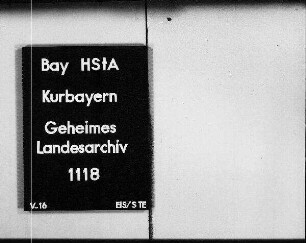 Bay HStA
Kurbayern
Geheimes
Landesarchiv
1118
V-16 EIS/STE